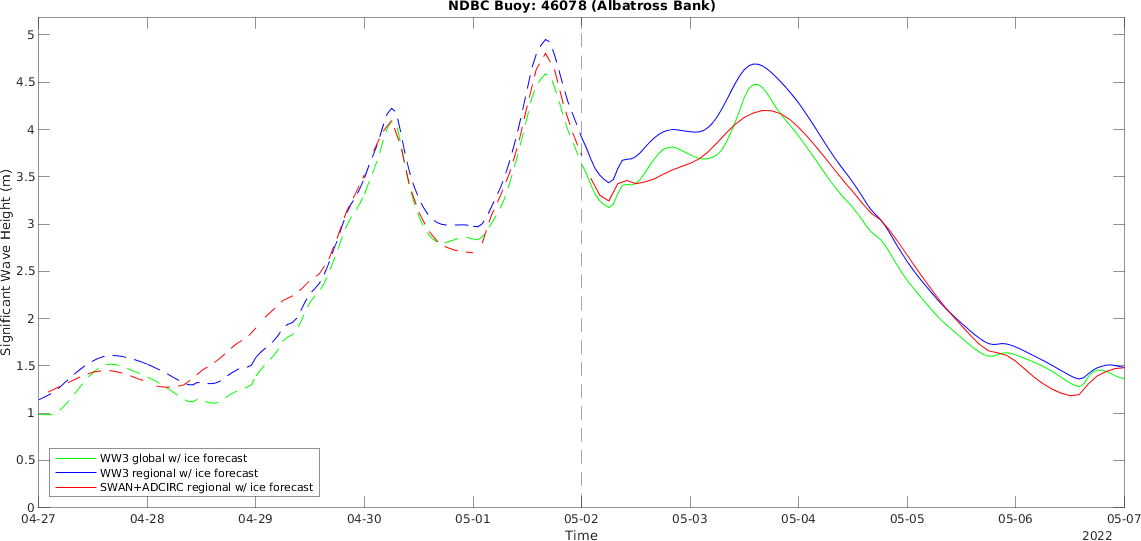 NDBC Buoy: 46078 (Albatross Bank)
Significant Wave Height (m)
5
4.5
4
3.5
3
2.5
2
1.5
1
0.5
0
WW3 global w/ ice forecast
WW3 regional w/ ice forecast
SWAN+ADCIRC regional w/ ice forecast
04-27 04-28 04-29 04-30 05-01 05-02 05-03 05-04 05-05 05-06 05-07
Time
2022